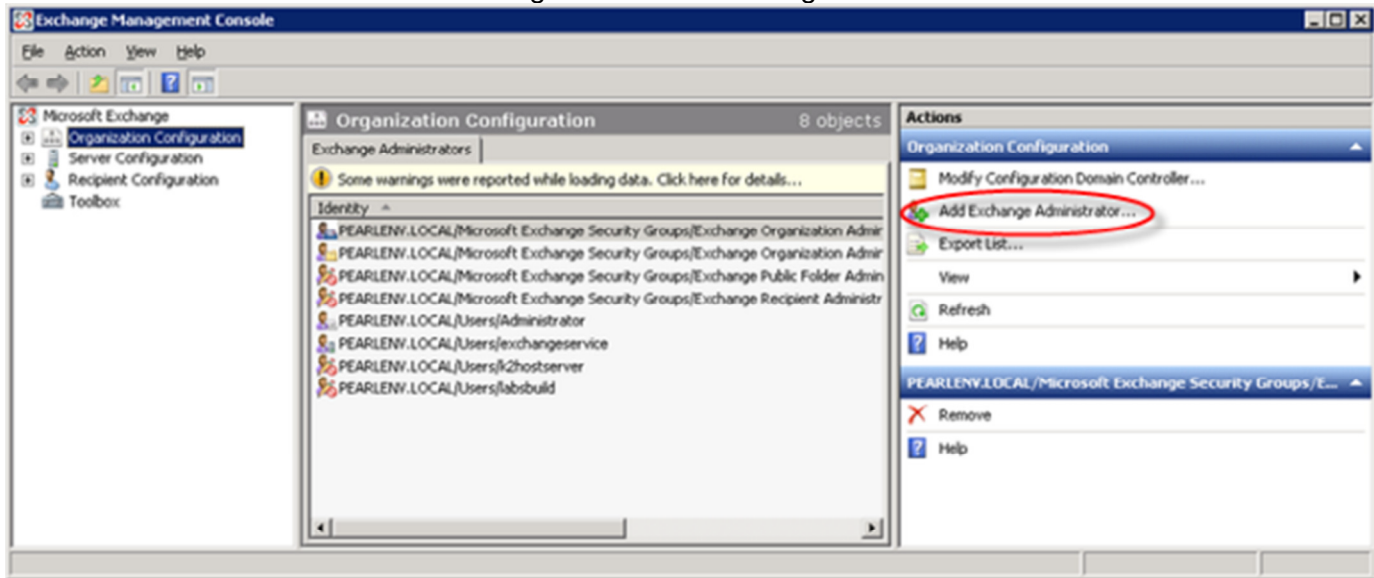 Exchange Management Console
File Action View Help
Microsoft Exchange
Organization Configuration
Server Configuration
Recipient Configuration
Toolbox
Organization Configuration 8 objects
Exchange Administrators
Some warnings were reported while loading data. Click here for details...
Identity
PEARLENV.LOCAL/Microsoft Exchange Security Groups/Exchange Organization Admir
PEARLENV.LOCAL/Microsoft Exchange Security Groups/Exchange Organization Admir
PEARLENV.LOCAL/Microsoft Exchange Security Groups/Exchange Public Folder Admin
PEARLENV.LOCAL/Microsoft Exchange Security Groups/Exchange Recipient Administr
PEARLENV.LOCAL/Users/Administrator
PEARLENV.LOCAL/Users/exchangeservice
PEARLENV.LOCAL/Users/k2hostserver
PEARLENV.LOCAL/Users/labsbuild
Actions
Organization Configuration
Modify Configuration Domain Controller...
Add Exchange Administrator...
Export List...
View
Refresh
Help
PEARLENV.LOCAL/Microsoft Exchange Security Groups/E...
Remove
Help